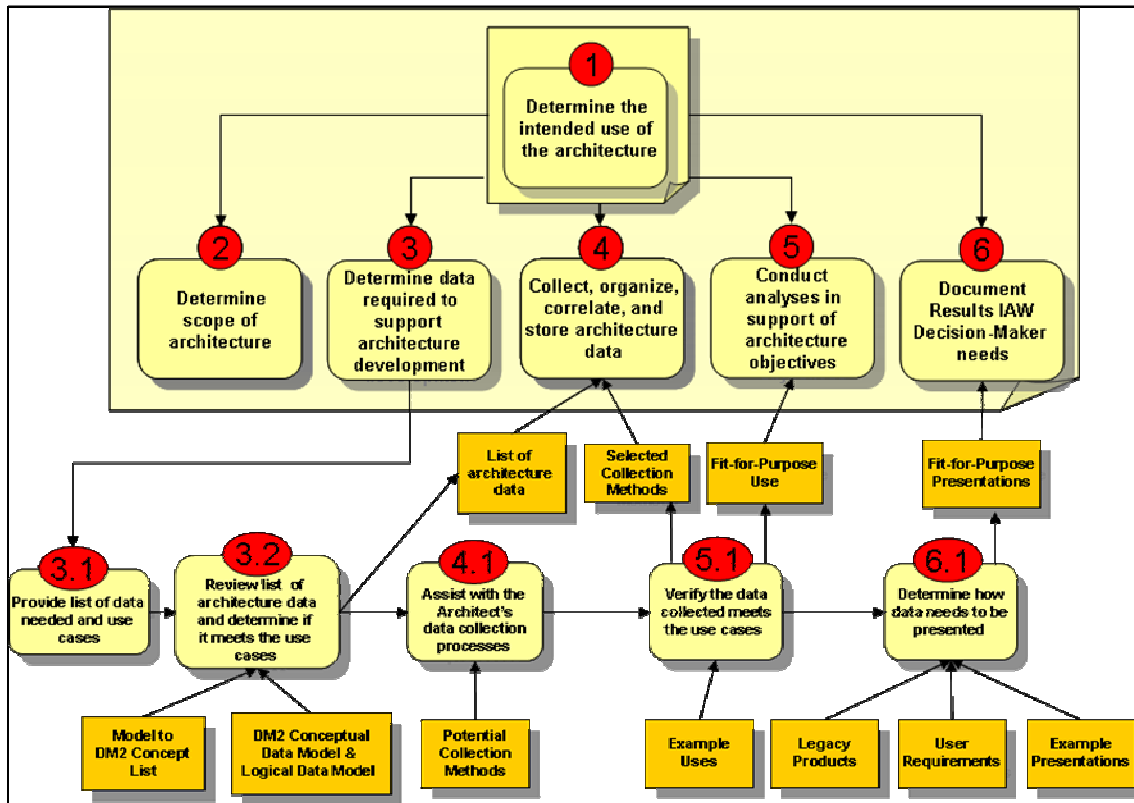 1
Determine the
intended use of
the architecture
2
Determine
scope of
architecture
3
Determine data
required to
support
architecture
development
4
Collect, organize,
correlate, and
store architecture
data
5
Conduct
analyses in
support of
architecture
objectives
6
Document
Results IAW
Decision-Maker
needs
List of
architecture
data
Selected
Collection
Methods
Fit-for-Purpose
Use
Fit-for-Purpose
Presentations
3.1
Provide list of data
needed and use
cases
3.2
Review list of
architecture data
and determine if
it meets the use
cases
4.1
Assist with the
Architect's
data collection
processes
5.1
Verify the data
collected meets
the use cases
6.1
Determine how
data needs to be
presented
Model to
DM2 Concept
List
DM2 Conceptual
Data Model &
Logical Data Model
Potential
Collection
Methods
Example
Uses
Legacy
Products
User
Requirements
Example
Presentations